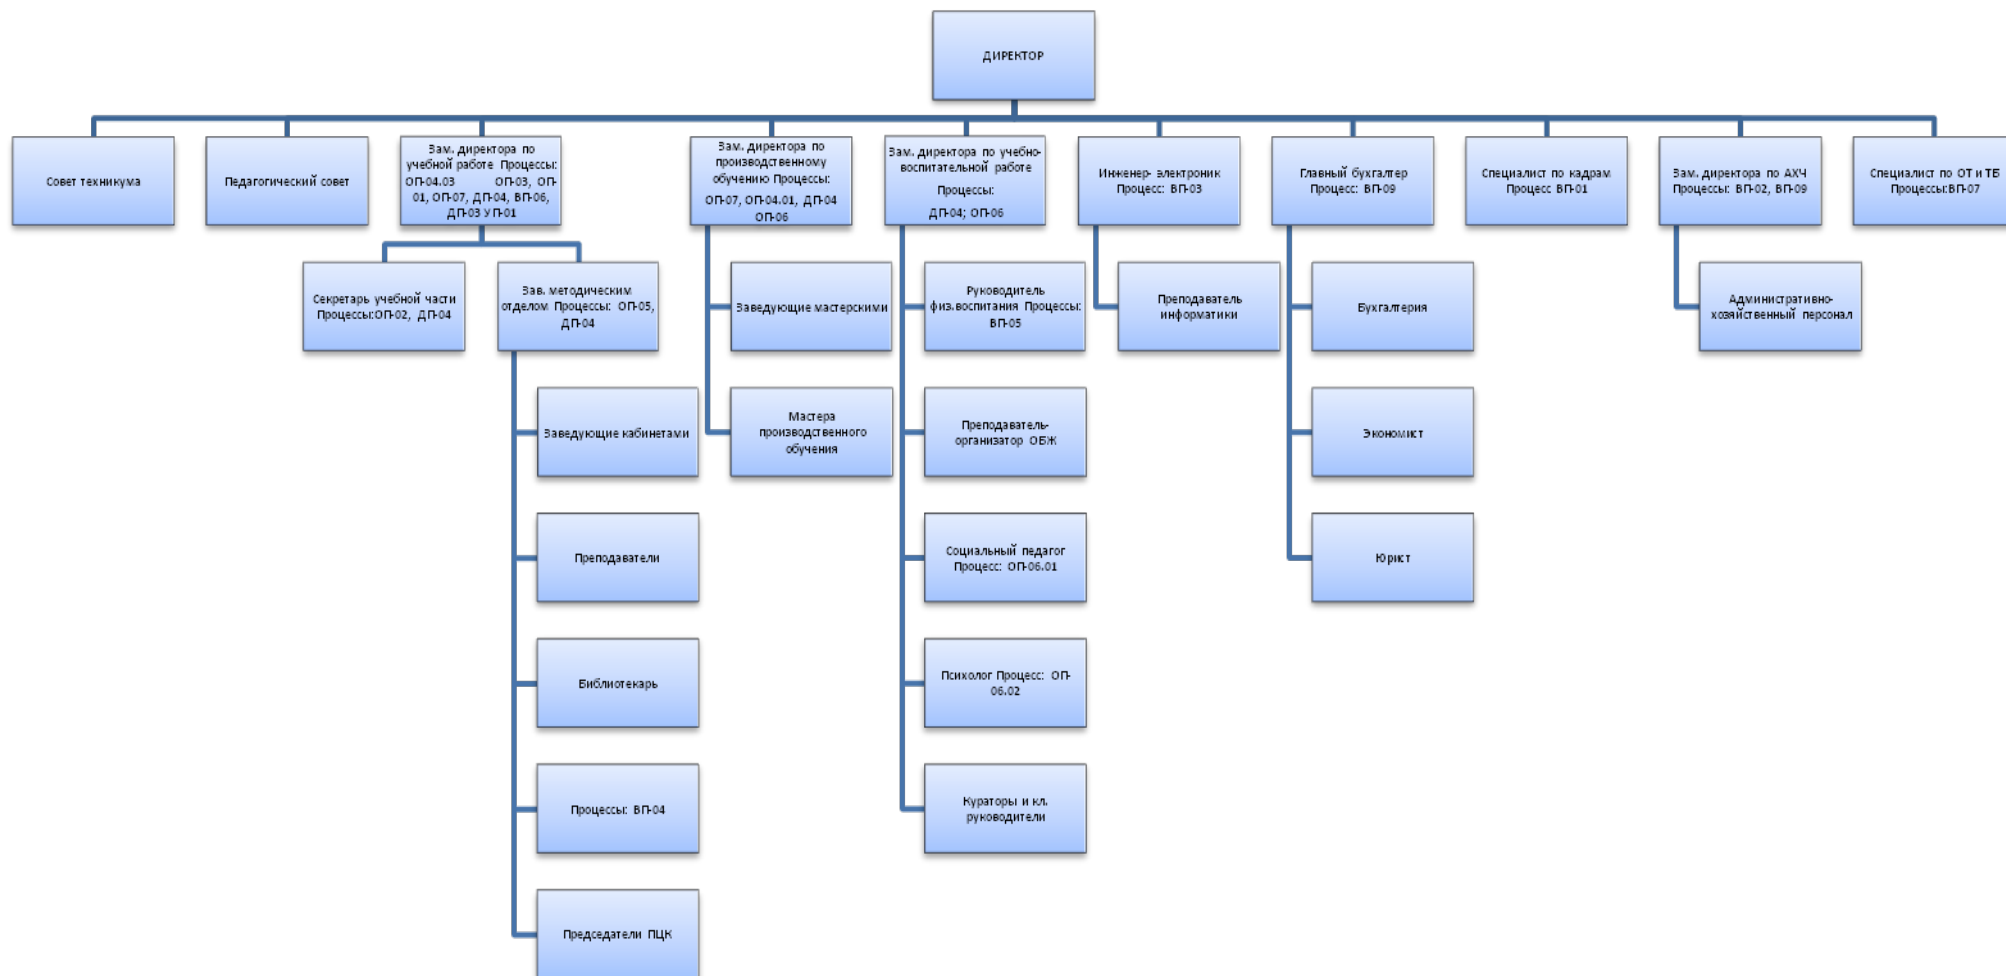 ДИРЕКТОР
Совет техникума
Педагогический совет
Зам. директора по
учебной работе Процессы:
ОП-04.03 ОП-03, ОП-
01, ОП-07, ДП-04, ВП-06,
ДП-03 УП-01
Зам. директора по
производственному
обучению Процессы:
ОП-07, ОП-04.01, ДП-04
ОП-06
Зам. директора по учебно-
воспитательной работе
Процессы:
ДП-04; ОП-06
Инженер- электроник
Процесс: ВП-03
Главный бухгалтер
Процесс: ВП-09
Специалист по кадрам
Процесс ВП-01
Зам. директора по АХЧ
Процессы: ВП-02, ВП-09
Специалист по ОТ и ТБ
Процессы:ВП-07
Секретарь учебной части
Процессы:ОП-02, ДП-04
Зав. методическим
отделом Процессы: ОП-05,
ДП-04
Заведующие мастерскими
Руководитель
физ.воспитания Процессы:
ВП-05
Преподаватель
информатики
Бухгалтерия
Административно-
хозяйственный персонал
Заведующие кабинетами
Мастера
производственного
обучения
Преподаватель-
организатор ОБЖ
Экономист
Преподаватели
Социальный педагог
Процесс: ОП-06.01
Юрист
Библиотекарь
Психолог Процесс: ОП-
06.02
Процессы: ВП-04
Кураторы и кл.
руководители
Председатели ПЦК